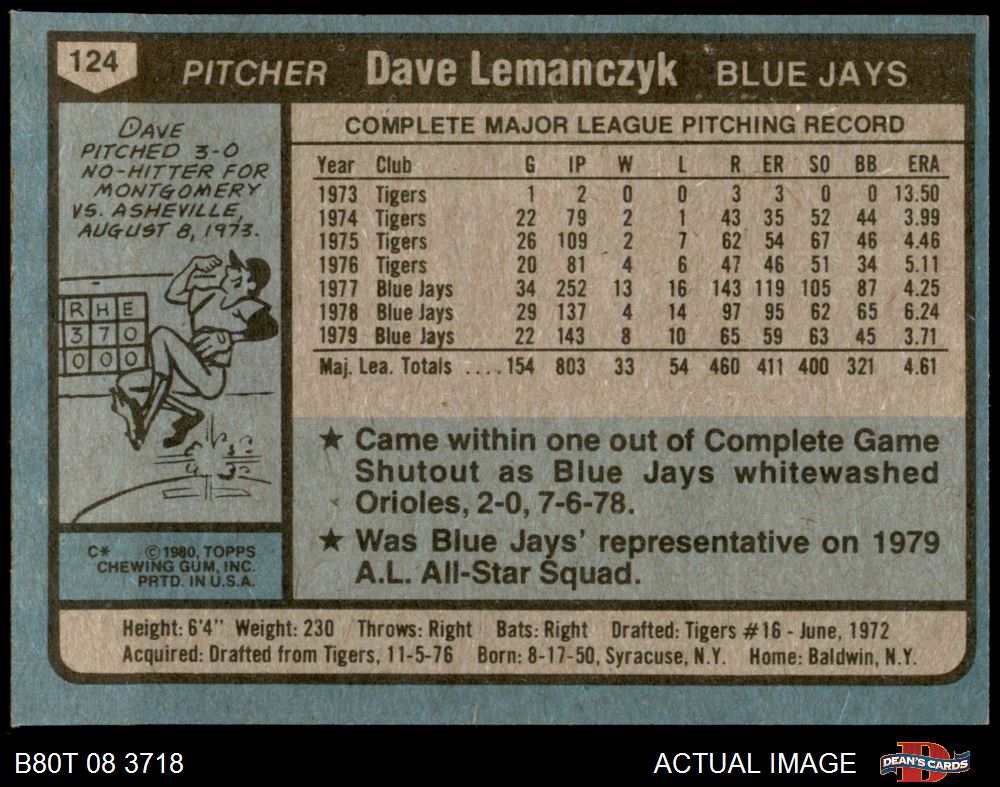 124 PITCHER Dave Lemanczyk BLUE JAYS
DAVE
PITCHED 3-0
NO-HITTER FOR
MONTGOMERY
VS. ASHEVILLE,
AUGUST 8, 1973.
R H E
3 7 0
0 0 0
C* ©1980, TOPPS
CHEWING GUM, INC.
PRTD. IN U.S.A.
COMPLETE MAJOR LEAGUE PITCHING RECORD
Year Club G IP W L R ER SO BB ERA
1973 Tigers 1 2 0 0 3 3 0 0 13.50
1974 Tigers 22 79 2 1 43 35 52 44 3.99
1975 Tigers 26 109 2 7 62 54 67 46 4.46
1976 Tigers 20 81 4 6 47 46 51 34 5.11
1977 Blue Jays 34 252 13 16 143 119 105 87 4.25
1978 Blue Jays 29 137 4 14 97 95 62 65 6.24
1979 Blue Jays 22 143 8 10 65 59 63 45 3.71
Maj. Lea. Totals ....154 803 33 54 460 411 400 321 4.61
★ Came within one out of Complete Game
Shutout as Blue Jays whitewashed
Orioles, 2-0, 7-6-78.
★ Was Blue Jays' representative on 1979
A.L. All-Star Squad.
Height: 6'4" Weight: 230 Throws: Right Bats: Right Drafted: Tigers #16 - June, 1972
Acquired: Drafted from Tigers, 11-5-76 Born: 8-17-50, Syracuse, N.Y. Home: Baldwin, N.Y.
B80T 08 3718 ACTUAL IMAGE DEAN'S CARDS